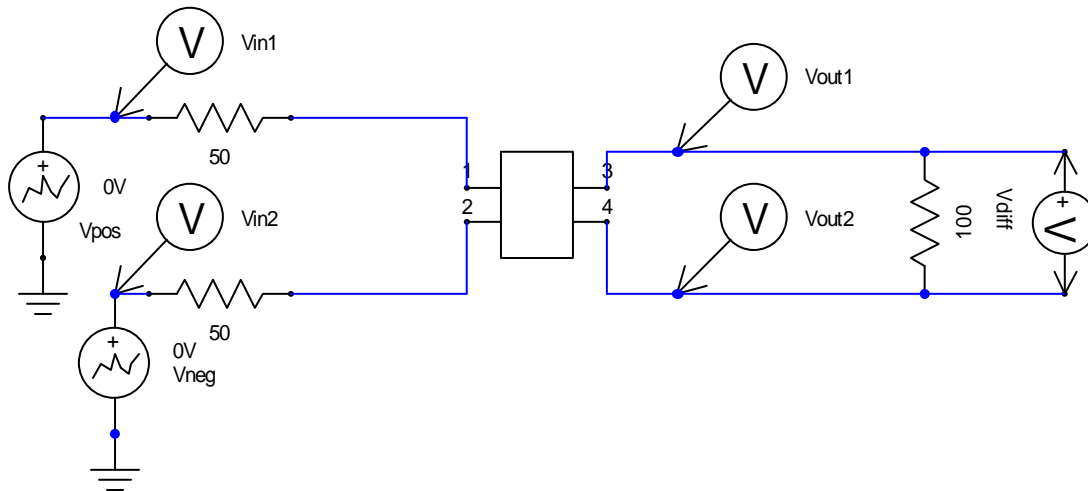 V
Vin1
50
+
0V
Vpos
V
Vin2
50
+
0V
Vneg
1
2
3
4
V
Vout1
V
Vout2
100
Vdiff
+
V